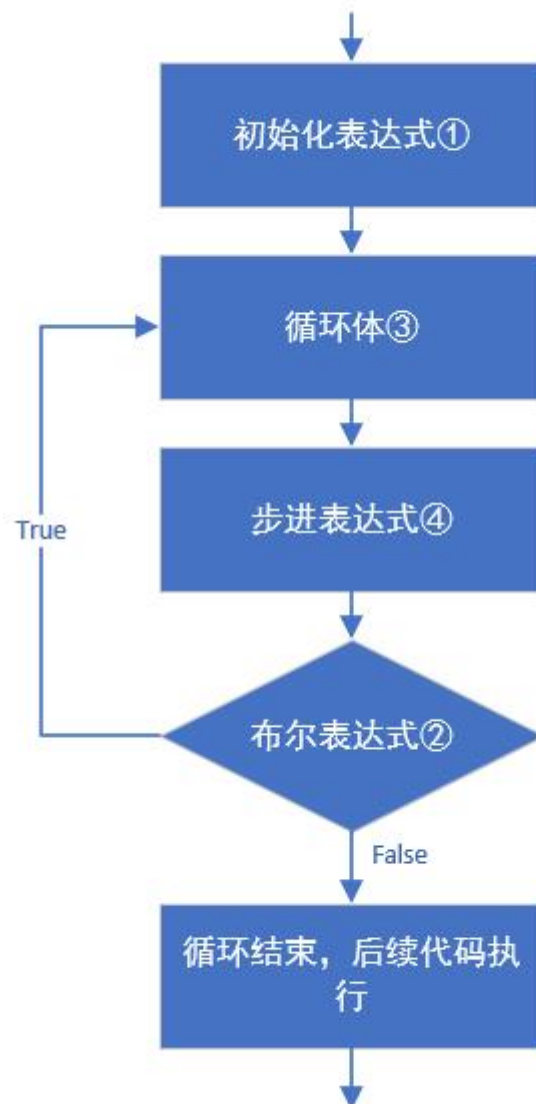 初始化表达式①
循环体③
步进表达式④
True
布尔表达式②
False
循环结束，后续代码执
行